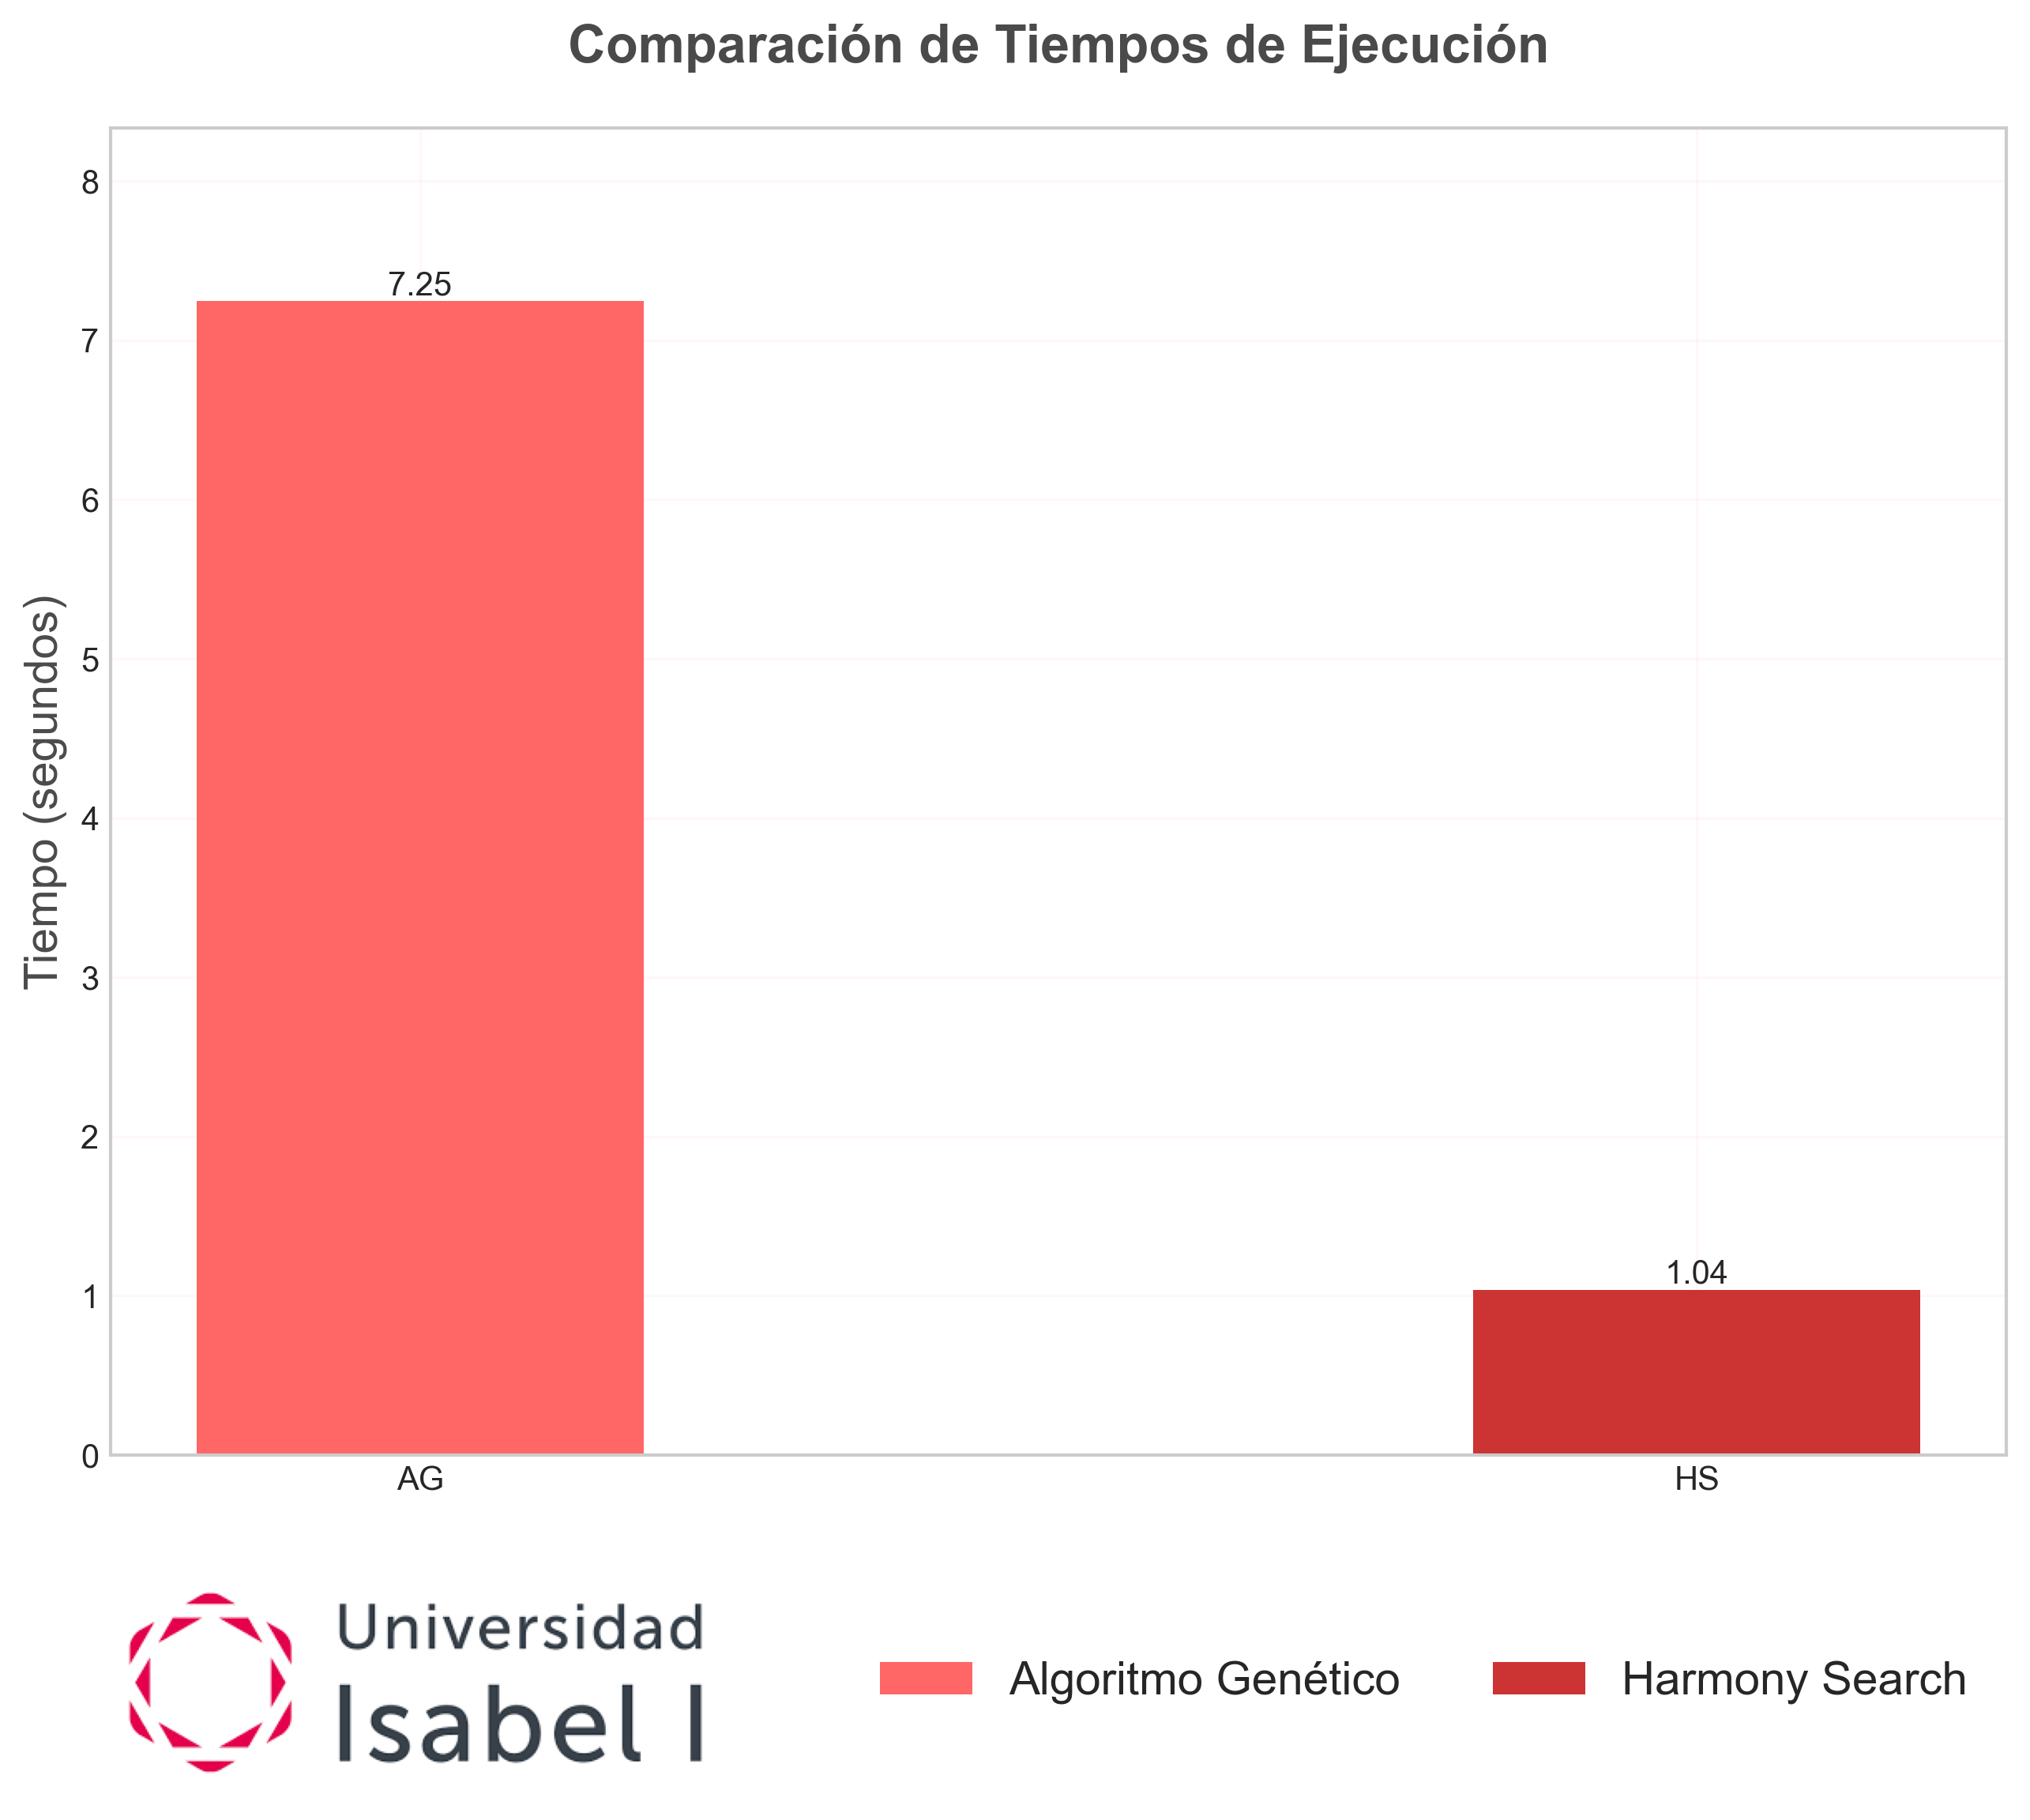 Comparación de Tiempos de Ejecución
Tiempo (segundos)
8
7
6
5
4
3
2
1
0
7.25
1.04
AG
HS
Universidad
Isabel I
Algoritmo Genético
Harmony Search